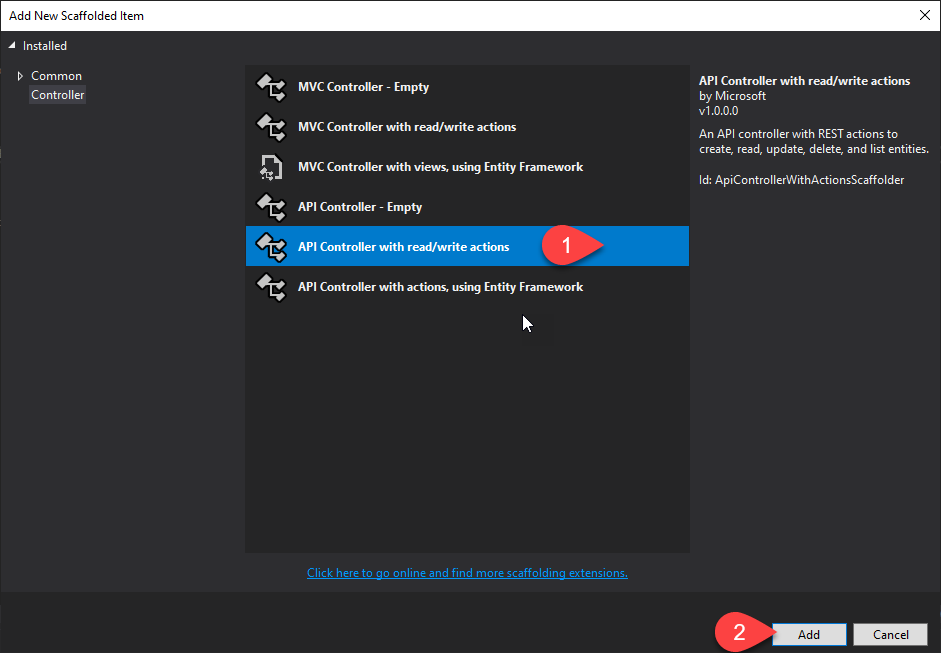 Add New Scaffolded Item
Installed
Common
Controller
MVC Controller - Empty
MVC Controller with read/write actions
MVC Controller with views, using Entity Framework
API Controller - Empty
API Controller with read/write actions
1
API Controller with actions, using Entity Framework
API Controller with read/write actions
by Microsoft
v1.0.0.0
An API controller with REST actions to
create, read, update, delete, and list entities.
Id: ApiControllerWithActionsScaffolder
Click here to go online and find more scaffolding extensions.
2
Add
Cancel